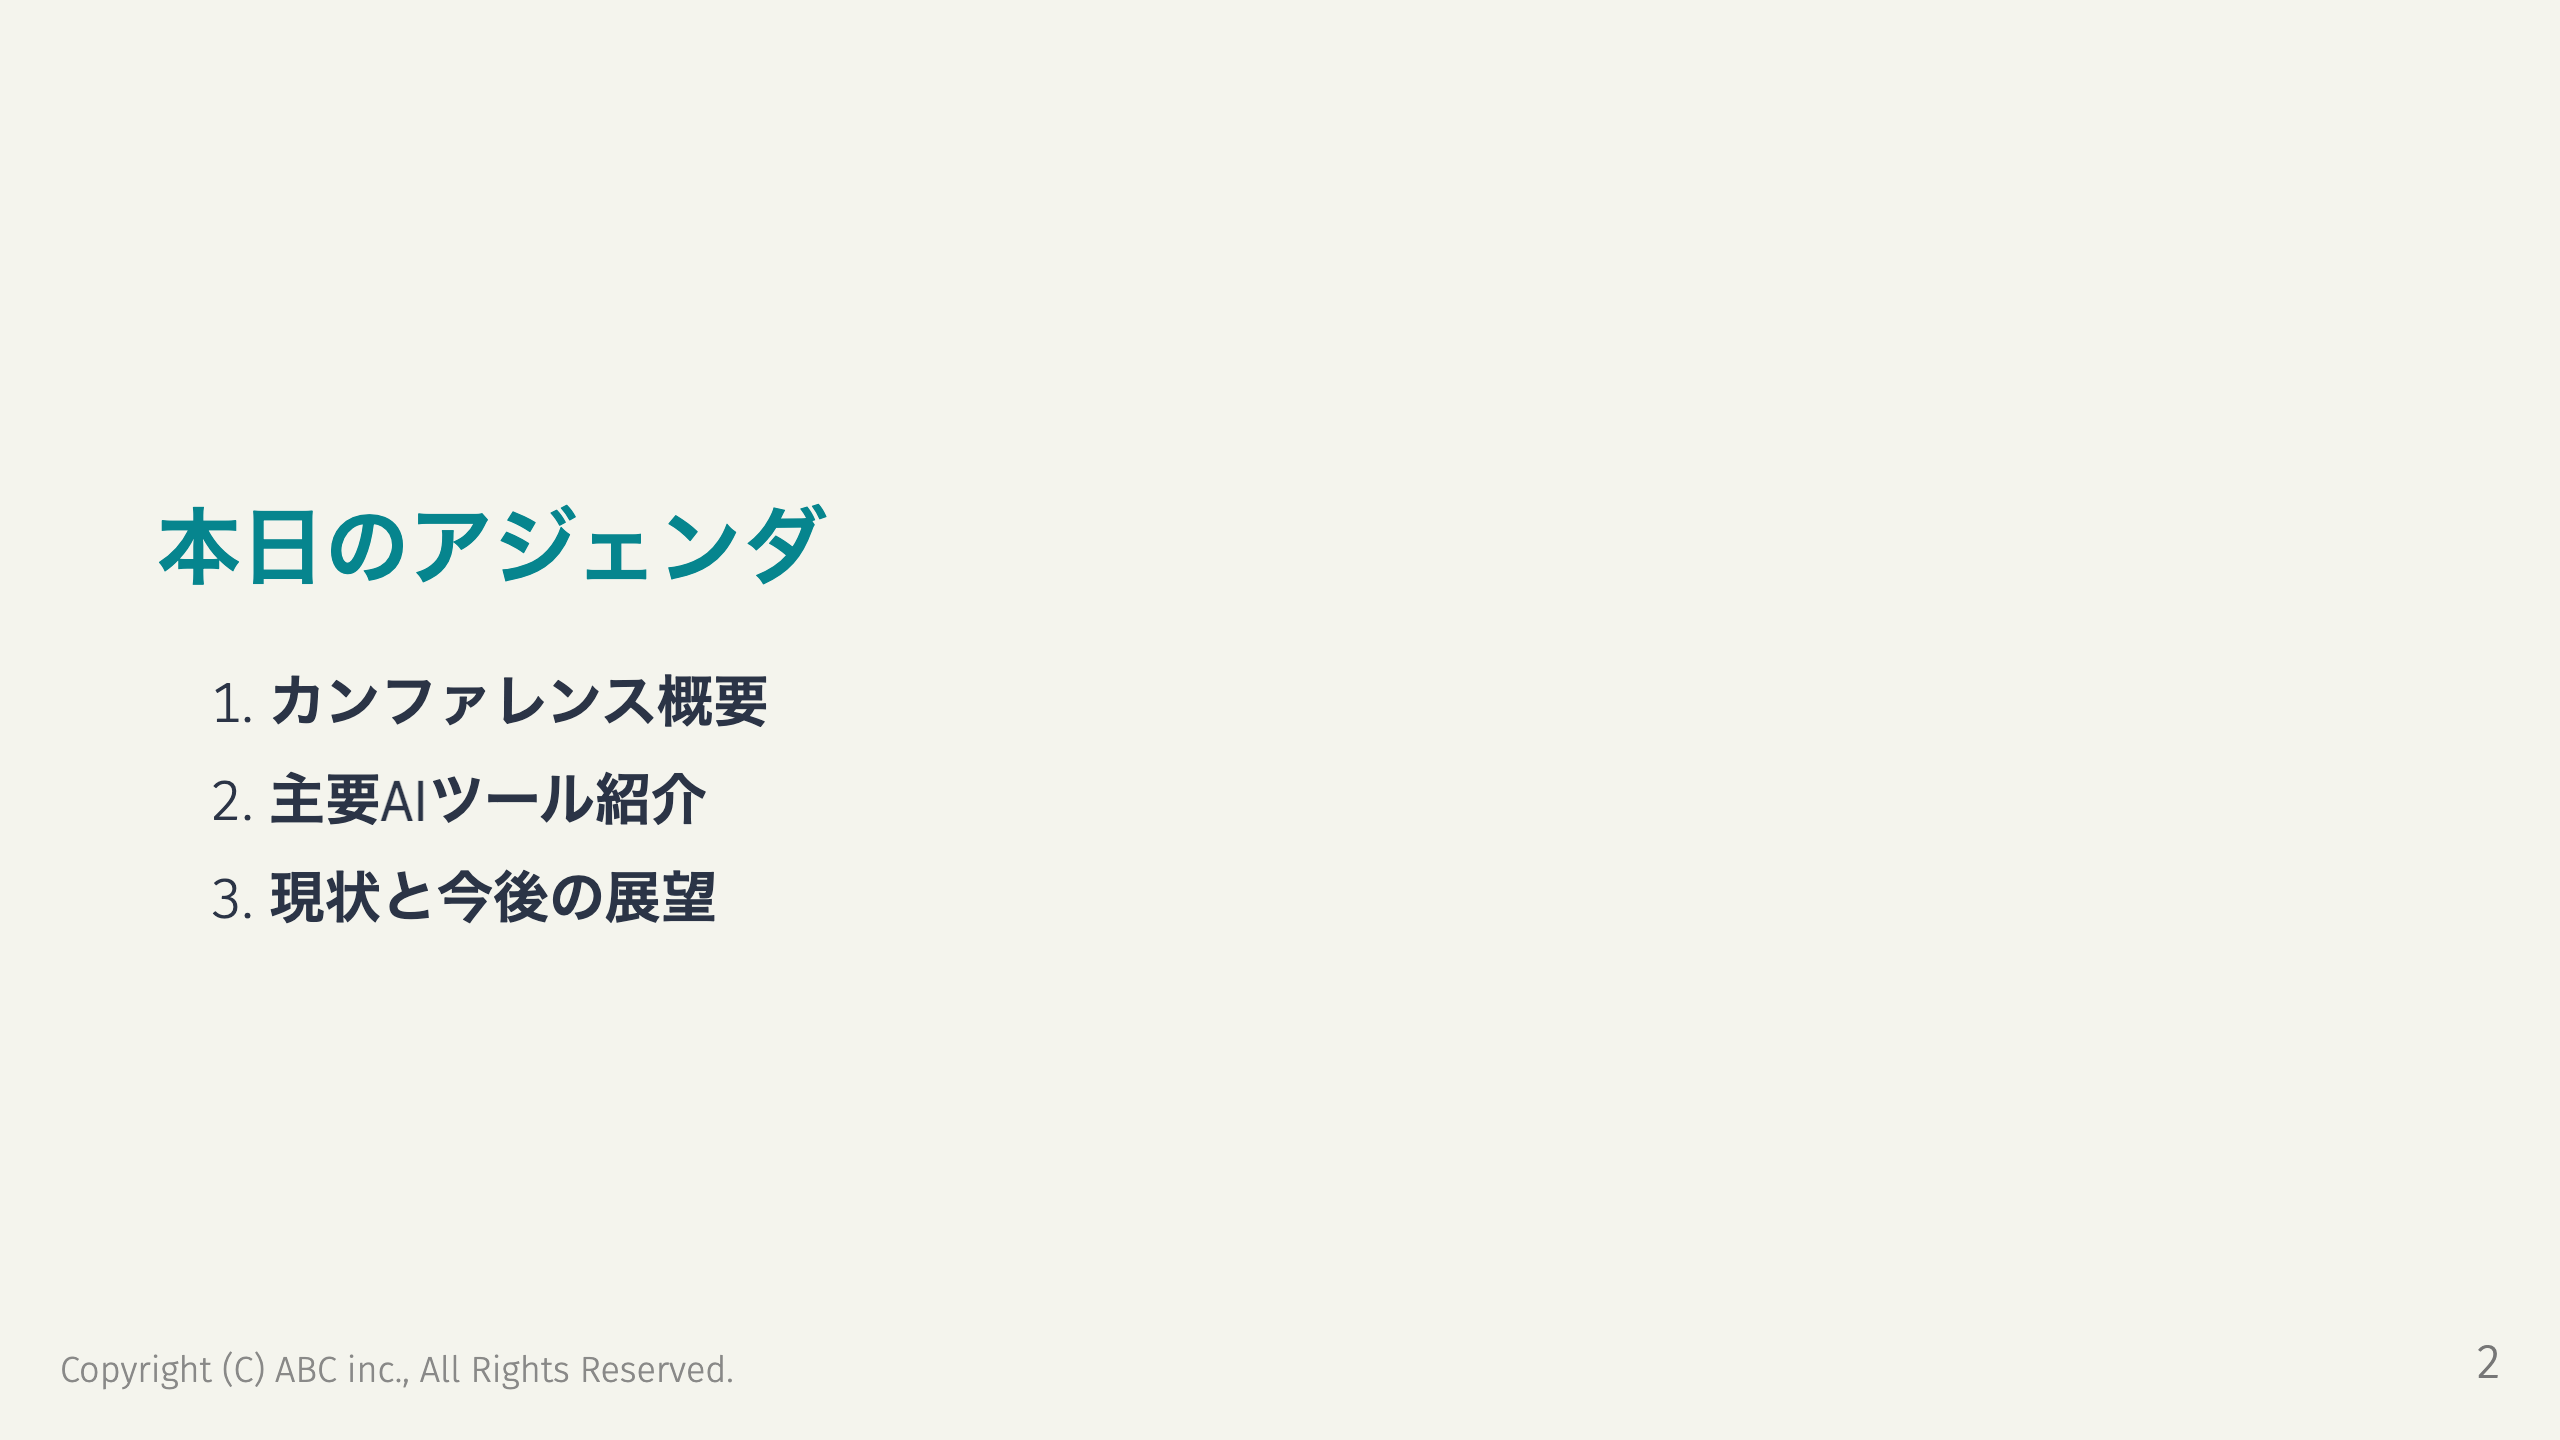 本日のアジェンダ
1. カンファレンス概要
2. 主要AIツール紹介
3. 現状と今後の展望
Copyright (C) ABC inc., All Rights Reserved.
2